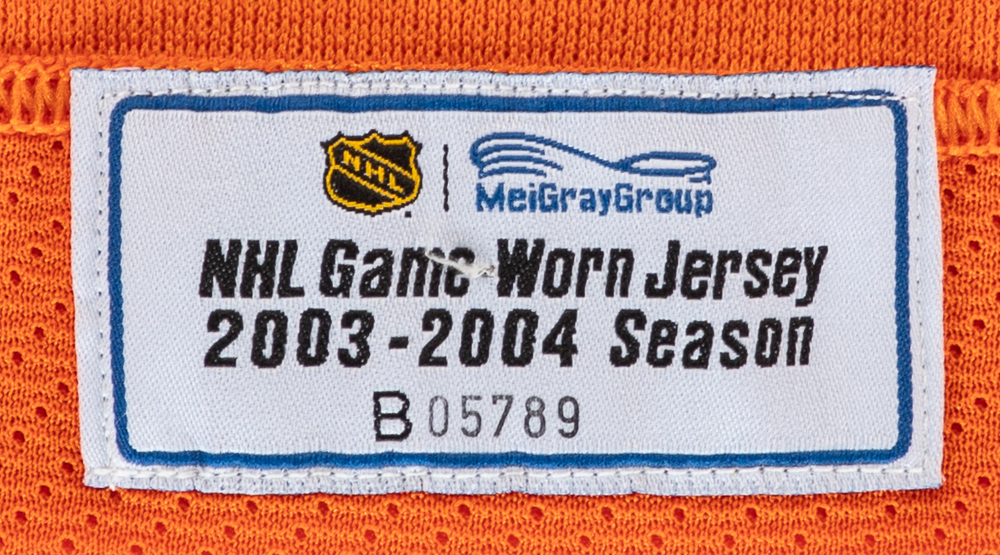 NHL | MeiGrayGroup
NHL Game Worn Jersey
2003-2004 Season
B 05789